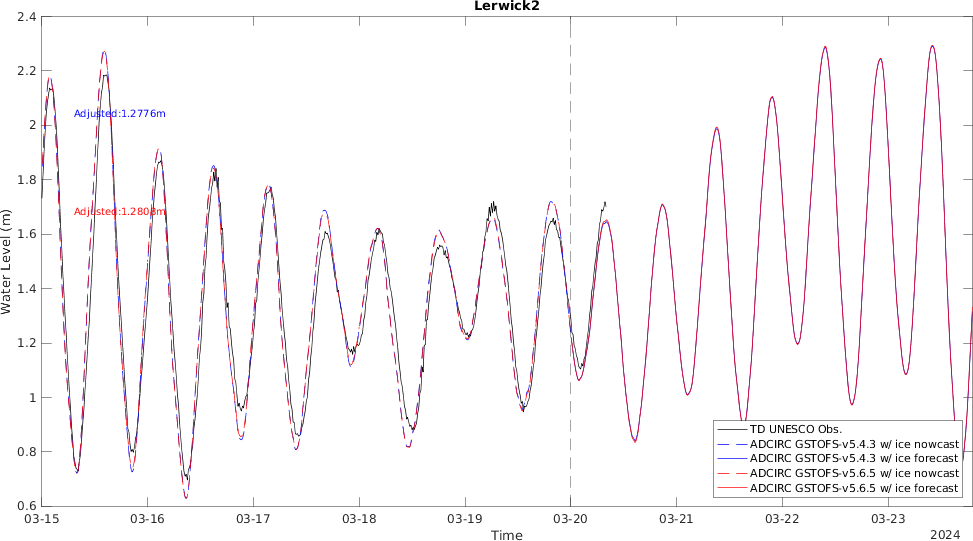 Lerwick2
2.4
2.2
2
1.8
1.6
1.4
1.2
1
0.8
0.6
Water Level (m)
Adjusted:1.2776m
Adjusted:1.2808m
TD UNESCO Obs.
ADCIRC GSTOFS-v5.4.3 w/ ice nowcast
ADCIRC GSTOFS-v5.4.3 w/ ice forecast
ADCIRC GSTOFS-v5.6.5 w/ ice nowcast
ADCIRC GSTOFS-v5.6.5 w/ ice forecast
03-15 03-16 03-17 03-18 03-19 03-20 03-21 03-22 03-23
Time
2024